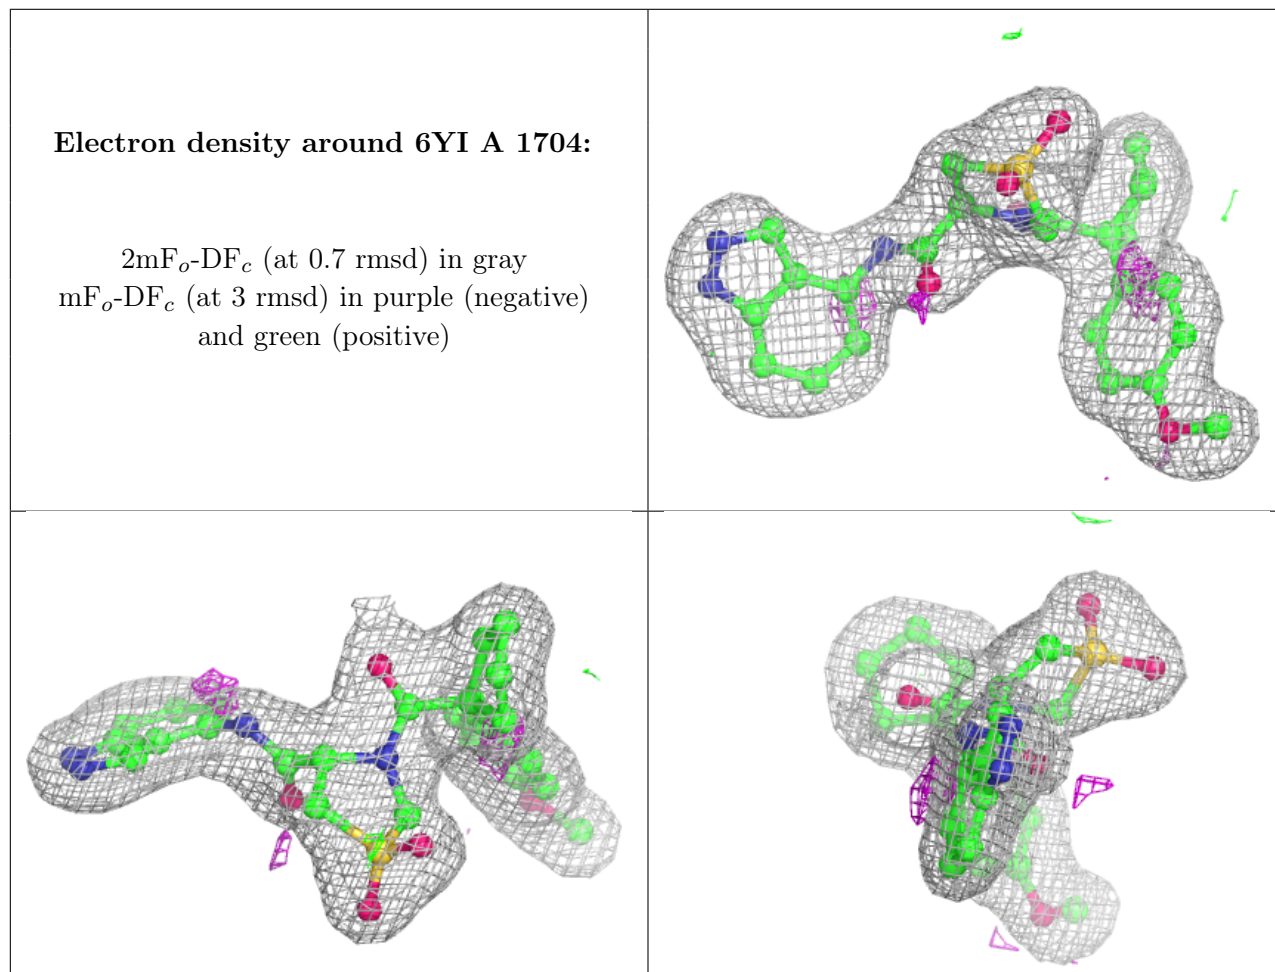 Electron density around 6YI A 1704:
2mFo-DFc (at 0.7 rmsd) in gray
mFo-DFc (at 3 rmsd) in purple (negative)
and green (positive)